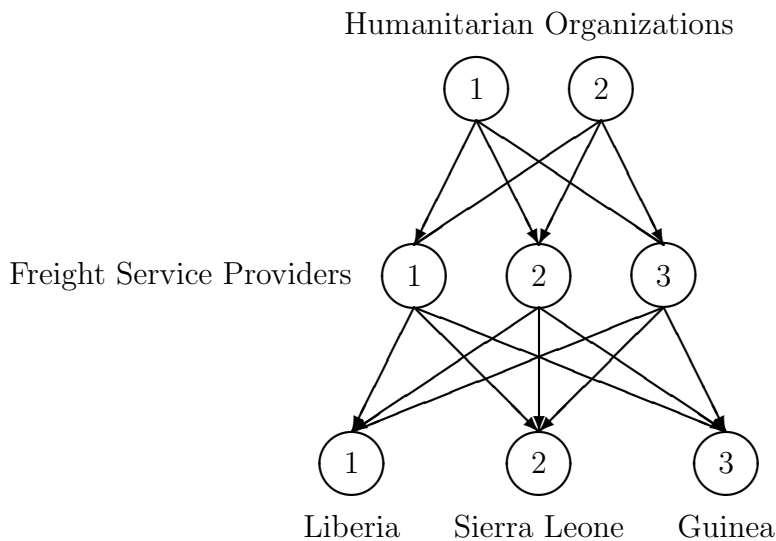 Humanitarian Organizations
1 2
Freight Service Providers 1 2 3
1 2 3
Liberia Sierra Leone Guinea